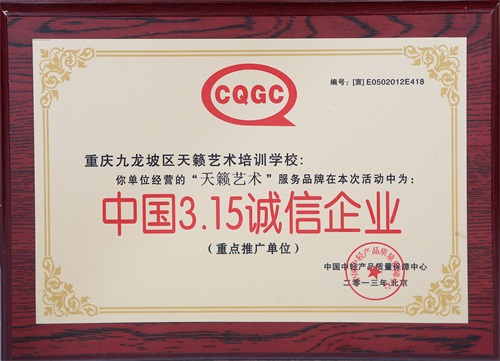 CQGC
编号：[宣] E0502012E418
重庆九龙坡区天籁艺术培训学校：
你单位经营的“天籁艺术”服务品牌在本次活动中为：
中国3.15诚信企业
（重点推广单位）
中国中轻产品质量保障中心
二零一三年.北京